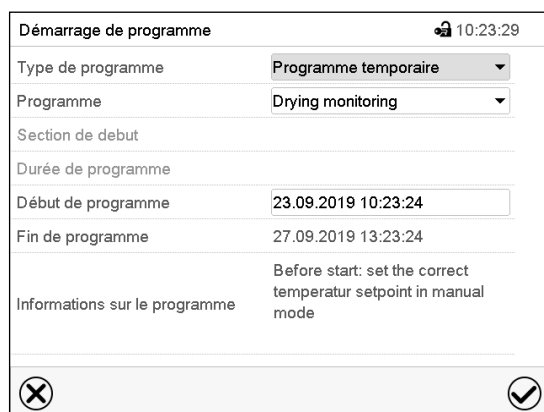 Démarrage de programme 10:23:29
Type de programme Programme temporaire
Programme Drying monitoring
Section de debut
Durée de programme
Début de programme 23.09.2019 10:23:24
Fin de programme 27.09.2019 13:23:24
Informations sur le programme
Before start: set the correct
temperatur setpoint in manual
mode